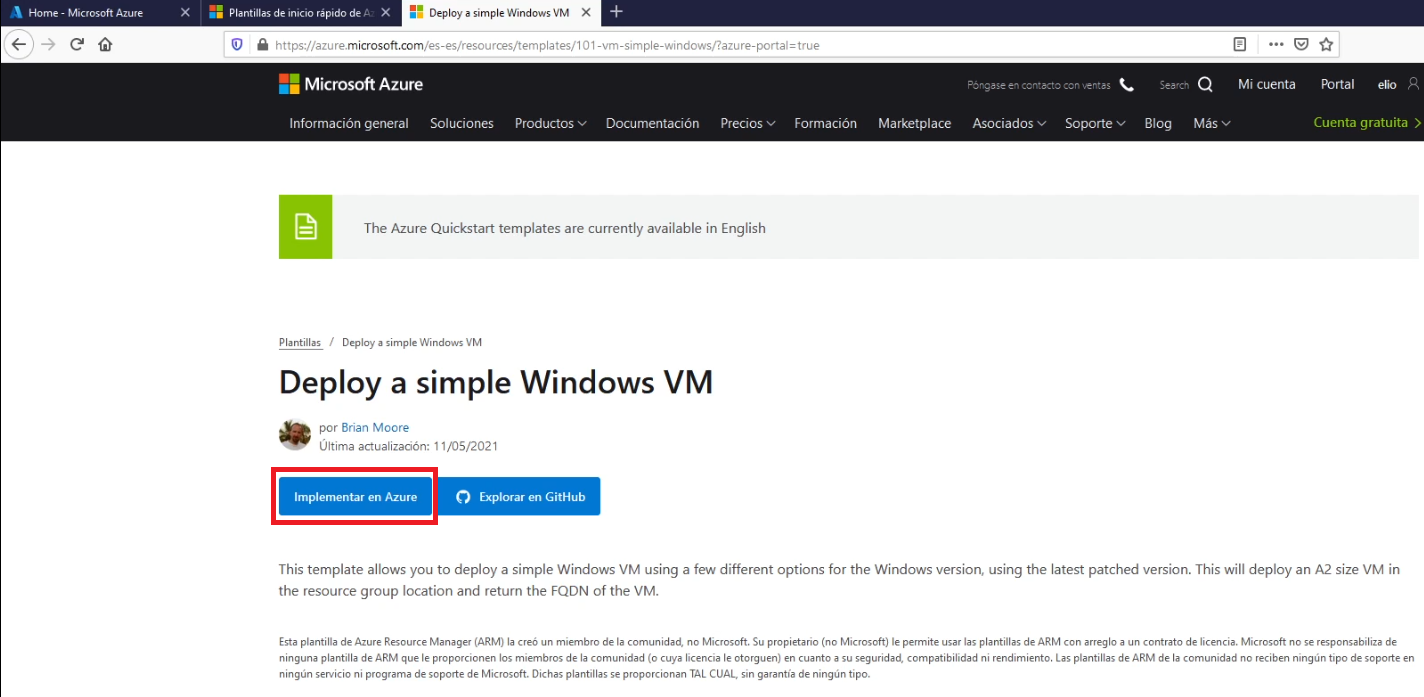 Home - Microsoft Azure
Plantillas de inicio rápido de Az
Deploy a simple Windows VM
https://azure.microsoft.com/es-es/resources/templates/101-vm-simple-windows/?azure-portal=true
Microsoft Azure
Póngase en contacto con ventas
Search
Mi cuenta
Portal
elio
Información general
Soluciones
Productos
Documentación
Precios
Formación
Marketplace
Asociados
Soporte
Blog
Más
Cuenta gratuita
The Azure Quickstart templates are currently available in English
Plantillas / Deploy a simple Windows VM
Deploy a simple Windows VM
por Brian Moore
Última actualización: 11/05/2021
Implementar en Azure
Explorar en GitHub
This template allows you to deploy a simple Windows VM using a few different options for the Windows version, using the latest patched version. This will deploy an A2 size VM in
the resource group location and return the FQDN of the VM.
Esta plantilla de Azure Resource Manager (ARM) la creó un miembro de la comunidad, no Microsoft. Su propietario (no Microsoft) le permite usar las plantillas de ARM con arreglo a un contrato de licencia. Microsoft no se responsabiliza de
ninguna plantilla de ARM que le proporcionen los miembros de la comunidad (o cuya licencia le otorguen) en cuanto a su seguridad, compatibilidad ni rendimiento. Las plantillas de ARM de la comunidad no reciben ningún tipo de soporte en
ningún servicio ni programa de soporte de Microsoft. Dichas plantillas se proporcionan TAL CUAL, sin garantía de ningún tipo.